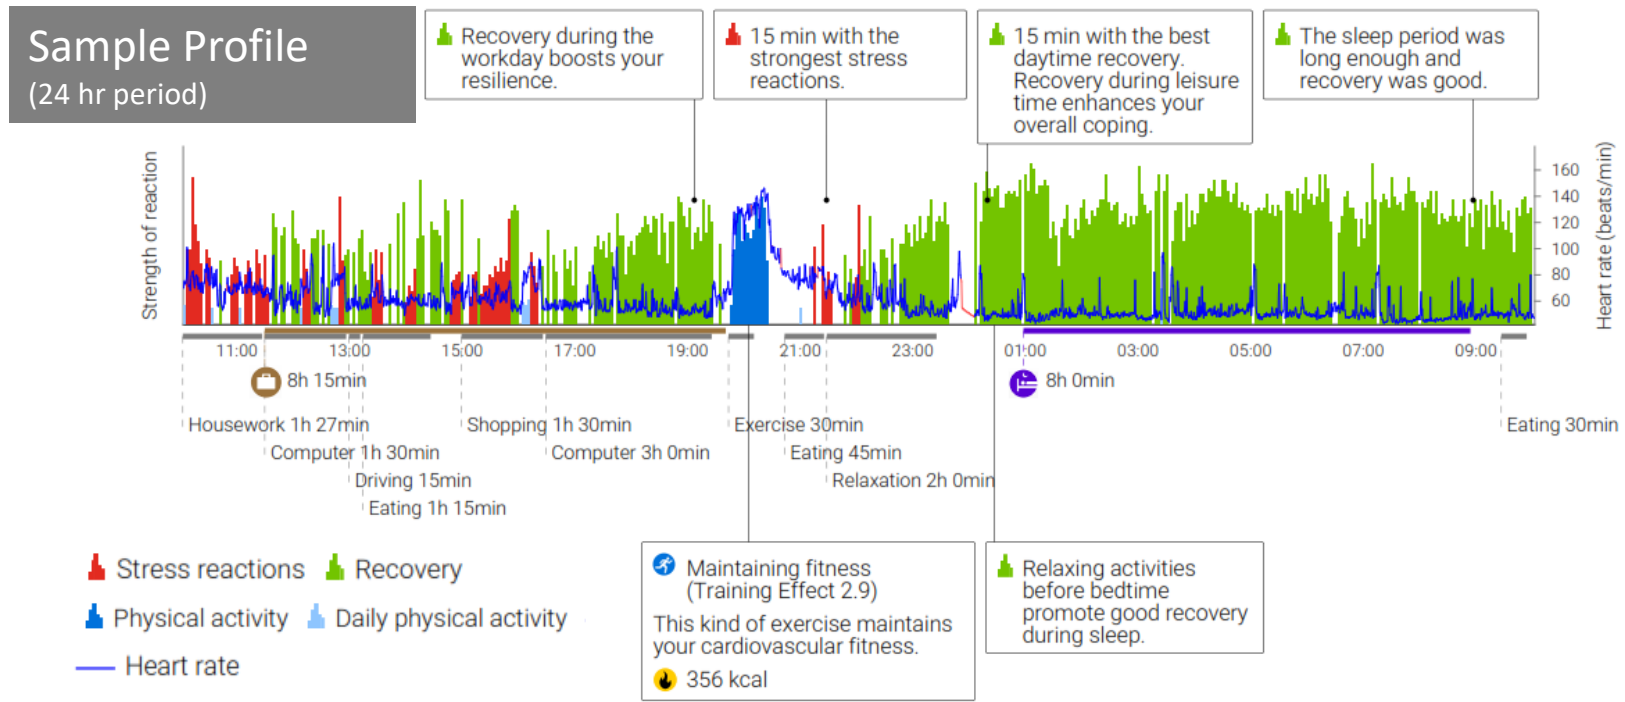 Sample Profile
(24 hr period)
Recovery during the
workday boosts your
resilience.
15 min with the
strongest stress
reactions.
15 min with the best
daytime recovery.
Recovery during leisure
time enhances your
overall coping.
The sleep period was
long enough and
recovery was good.
Strength of reaction
160
140
120
100
80
60
Heart rate (beats/min)
11:00
13:00
15:00
17:00
19:00
21:00
23:00
01:00
03:00
05:00
07:00
09:00
8h 15min
8h 0min
Housework 1h 27min
Computer 1h 30min
Driving 15min
Eating 1h 15min
Shopping 1h 30min
Computer 3h 0min
Exercise 30min
Eating 45min
Relaxation 2h 0min
Eating 30min
Stress reactions
Recovery
Physical activity
Daily physical activity
Heart rate
Maintaining fitness
(Training Effect 2.9)
This kind of exercise maintains
your cardiovascular fitness.
356 kcal
Relaxing activities
before bedtime
promote good recovery
during sleep.